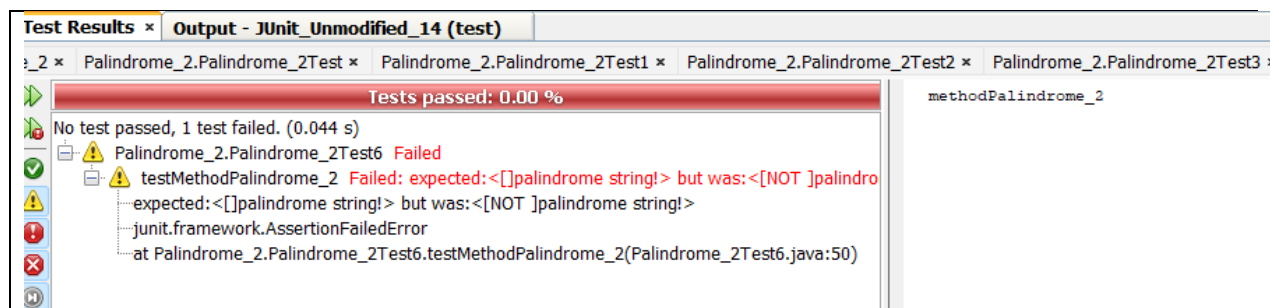 Test Results × Output - JUnit_Unmodified_14 (test)
e_2 × Palindrome_2.Palindrome_2Test × Palindrome_2.Palindrome_2Test1 × Palindrome_2.Palindrome_2Test2 × Palindrome_2.Palindrome_2Test3 ×
Tests passed: 0.00 %
methodPalindrome_2
No test passed, 1 test failed. (0.044 s)
Palindrome_2.Palindrome_2Test6 Failed
testMethodPalindrome_2 Failed: expected:<[]palindrome string!> but was:<[NOT ]palindro
expected:<[]palindrome string!> but was:<[NOT ]palindrome string!>
junit.framework.AssertionFailedError
at Palindrome_2.Palindrome_2Test6.testMethodPalindrome_2(Palindrome_2Test6.java:50)